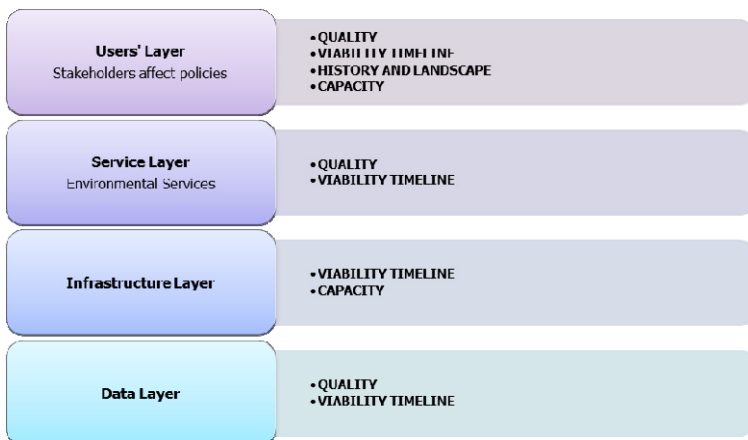 Users' Layer
Stakeholders affect policies
•QUALITY
•VIABILITY TIMELINE
•HISTORY AND LANDSCAPE
•CAPACITY
Service Layer
Environmental Services
•QUALITY
•VIABILITY TIMELINE
Infrastructure Layer
•VIABILITY TIMELINE
•CAPACITY
Data Layer
•QUALITY
•VIABILITY TIMELINE